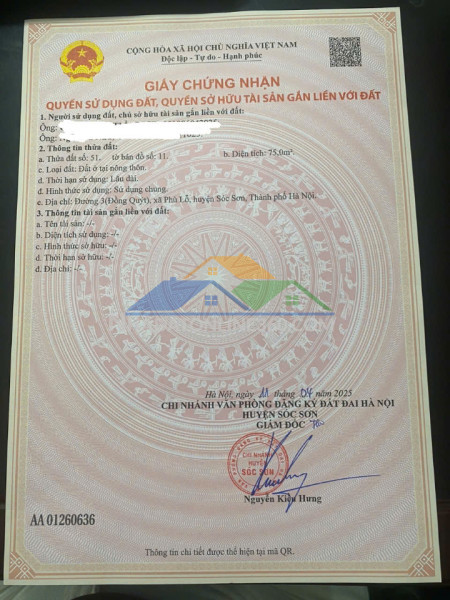 CỘNG HÒA XÃ HỘI CHỦ NGHĨA VIỆT NAM
Độc lập - Tự do - Hạnh phúc
GIẤY CHỨNG NHẬN
QUYỀN SỬ DỤNG ĐẤT, QUYỀN SỞ HỮU TÀI SẢN GẮN LIỀN VỚI ĐẤT
1. Người sử dụng đất, chủ sở hữu tài sản gắn liền với đất:
Ông:
Ông:
2. Thông tin thửa đất:
a. Thửa đất số: 51, tờ bản đồ số: 11. b. Diện tích: 75,0m².
c. Loại đất: Đất ở tại nông thôn.
d. Thời hạn sử dụng: Lâu dài.
đ. Hình thức sử dụng: Sử dụng chung.
e. Địa chỉ: Đường 3(Đồng Quýt), xã Phù Lỗ, huyện Sóc Sơn, Thành phố Hà Nội.
3. Thông tin tài sản gắn liền với đất:
a. Tên tài sản: -/-
b. Diện tích sử dụng: -/-
c. Hình thức sở hữu: -/-
d. Thời hạn sở hữu: -/-
đ. Địa chỉ: -/-
Hà Nội, ngày 11 tháng 04 năm 2025
CHI NHÁNH VĂN PHÒNG ĐĂNG KÝ ĐẤT ĐAI HÀ NỘI
HUYỆN SÓC SƠN
GIÁM ĐỐC
CHI NHÁNH
HUYỆN
SÓC SƠN
Nguyễn Kiều Hưng
AA 01260636
Thông tin chi tiết được thể hiện tại mã QR.